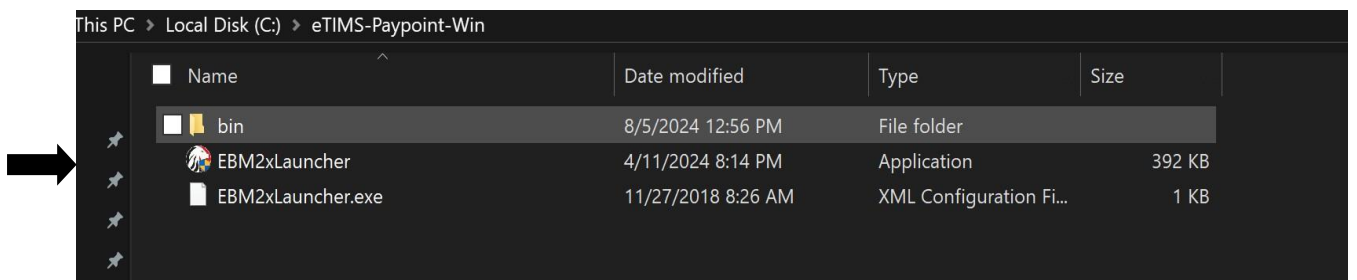 This PC > Local Disk (C:) > eTIMS-Paypoint-Win
Name Date modified Type Size
bin 8/5/2024 12:56 PM File folder
EBM2xLauncher 4/11/2024 8:14 PM Application 392 KB
EBM2xLauncher.exe 11/27/2018 8:26 AM XML Configuration Fi... 1 KB